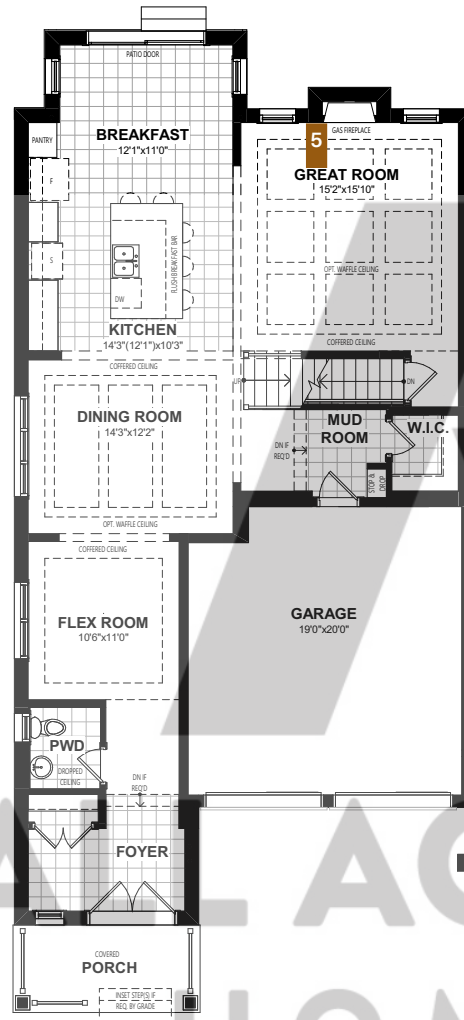 PATIO DOOR
BREAKFAST
12'1"x11'0"
PANTRY
F
5
GAS FIREPLACE
GREAT ROOM
15'2"x15'10"
FLUSH BREAKFAST BAR
S
DW
OPT. WAFFLE CEILING
KITCHEN
14'3"(12'1")x10'3"
COFFERED CEILING
COFFERED CEILING
UP
DN
DINING ROOM
14'3"x12'2"
MUD
ROOM
W.I.C.
DN IF
REQ'D
STOP &
DROP
OPT. WAFFLE CEILING
COFFERED CEILING
FLEX ROOM
10'6"x11'0"
GARAGE
19'0"x20'0"
PWD
DROPPED
CEILING
DN IF
REQ'D
FOYER
COVERED
PORCH
INSET STEP(S) IF
REQ. BY GRADE